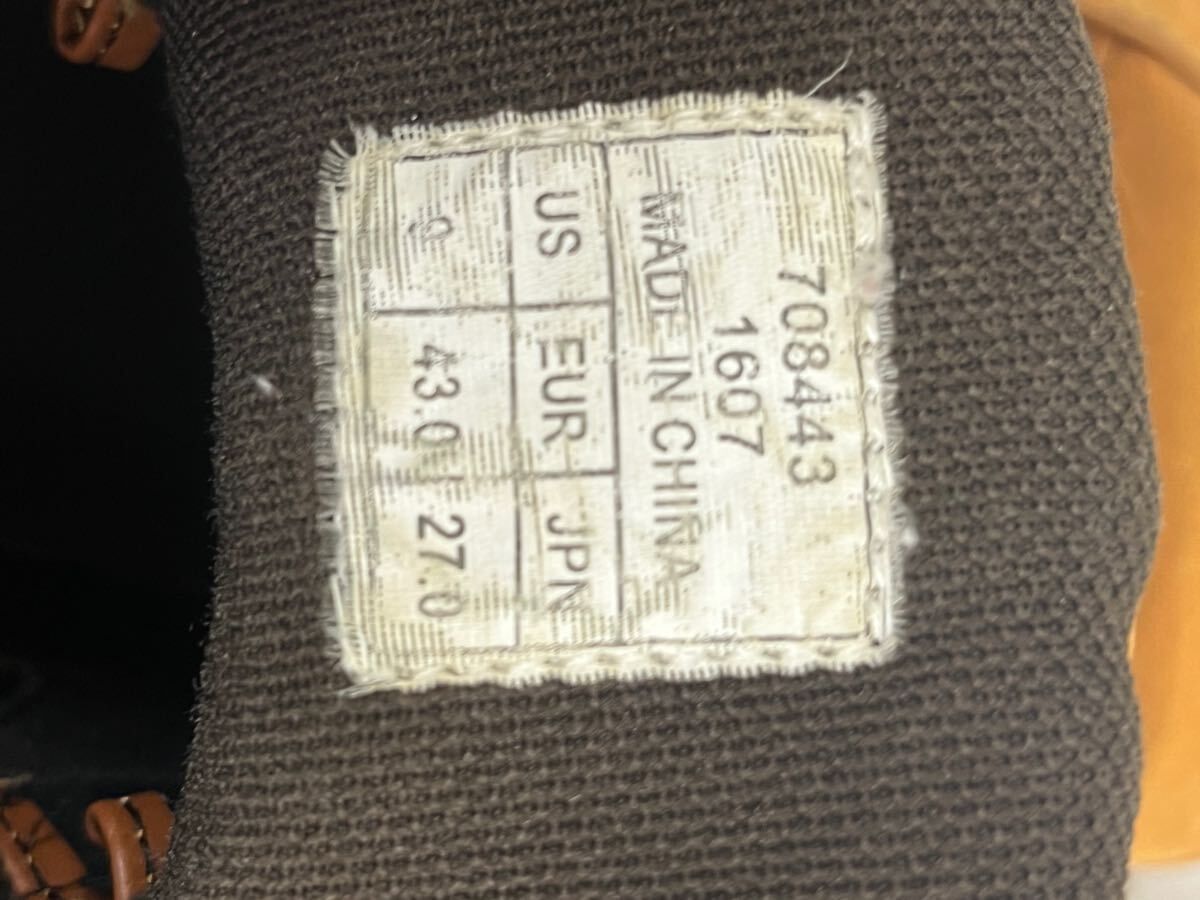 708443
1607
MADE IN CHINA
US EUR JPN
9 43.0 27.0